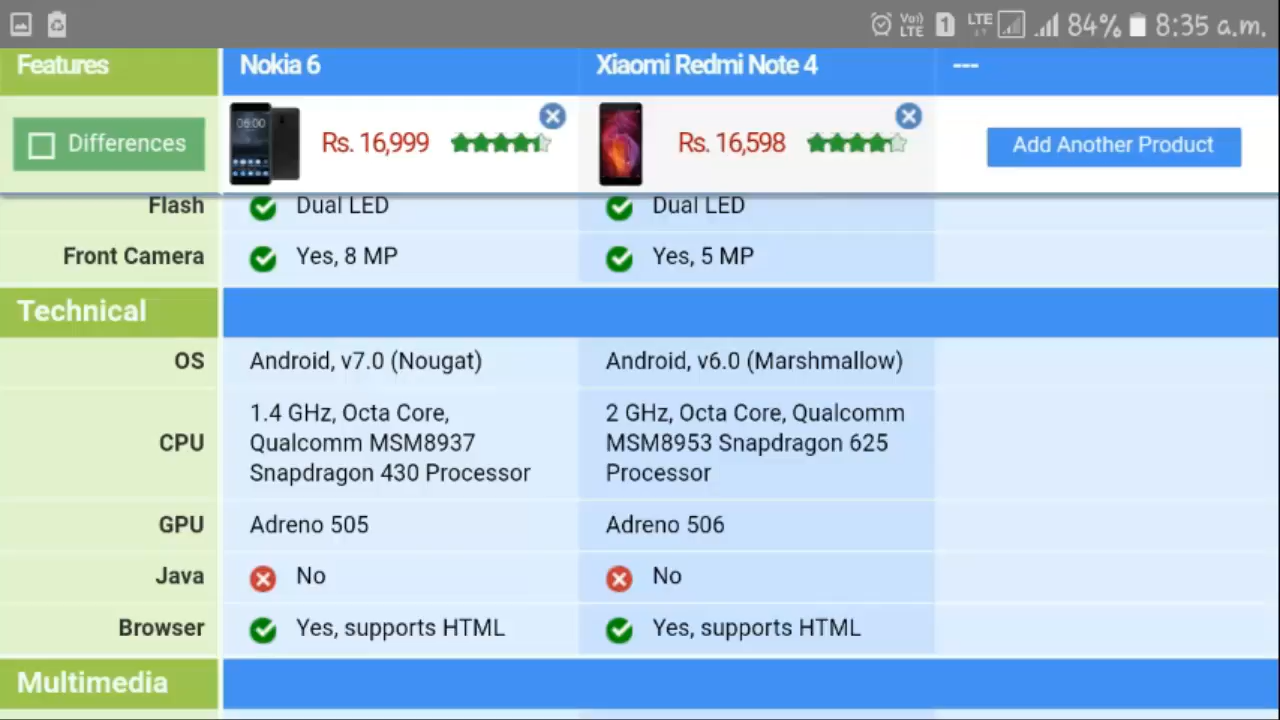 Vo)) LTE 1 LTE 84% 8:35 a.m.
Features Nokia 6 Xiaomi Redmi Note 4 ---
Differences Rs. 16,999 Rs. 16,598 Add Another Product
Flash Dual LED Dual LED
Front Camera Yes, 8 MP Yes, 5 MP
Technical
OS Android, v7.0 (Nougat) Android, v6.0 (Marshmallow)
CPU 1.4 GHz, Octa Core, Qualcomm MSM8937 Snapdragon 430 Processor 2 GHz, Octa Core, Qualcomm MSM8953 Snapdragon 625 Processor
GPU Adreno 505 Adreno 506
Java No No
Browser Yes, supports HTML Yes, supports HTML
Multimedia